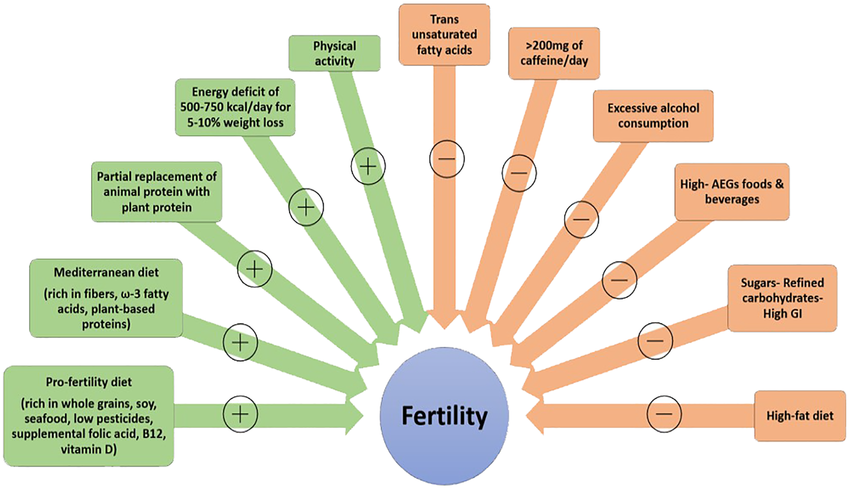 Trans
unsaturated
fatty acids
>200mg of
caffeine/day
Physical
activity
Energy deficit of
500-750 kcal/day for
5-10% weight loss
Excessive alcohol
consumption
Partial replacement of
animal protein with
plant protein
High- AEGs foods &
beverages
Mediterranean diet
(rich in fibers, ω-3 fatty
acids, plant-based
proteins)
Sugars- Refined
carbohydrates-
High GI
Pro-fertility diet
(rich in whole grains, soy,
seafood, low pesticides,
supplemental folic acid, B12,
vitamin D)
High-fat diet
Fertility
+
+
+
+
+
−
−
−
−
−
−